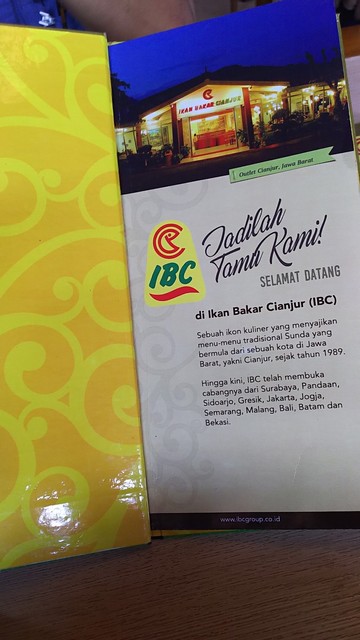 IKAN BAKAR CIANJUR
Outlet Cianjur, Jawa Barat
IBC
Jadilah
Tamu Kami!
SELAMAT DATANG
di Ikan Bakar Cianjur (IBC)
Sebuah ikon kuliner yang menyajikan
menu-menu tradisional Sunda yang
bermula dari sebuah kota di Jawa
Barat, yakni Cianjur, sejak tahun 1989.
Hingga kini, IBC telah membuka
cabangnya dari Surabaya, Pandaan,
Sidoarjo, Gresik, Jakarta, Jogja,
Semarang, Malang, Bali, Batam dan
Bekasi.
www.ibcgroup.co.id